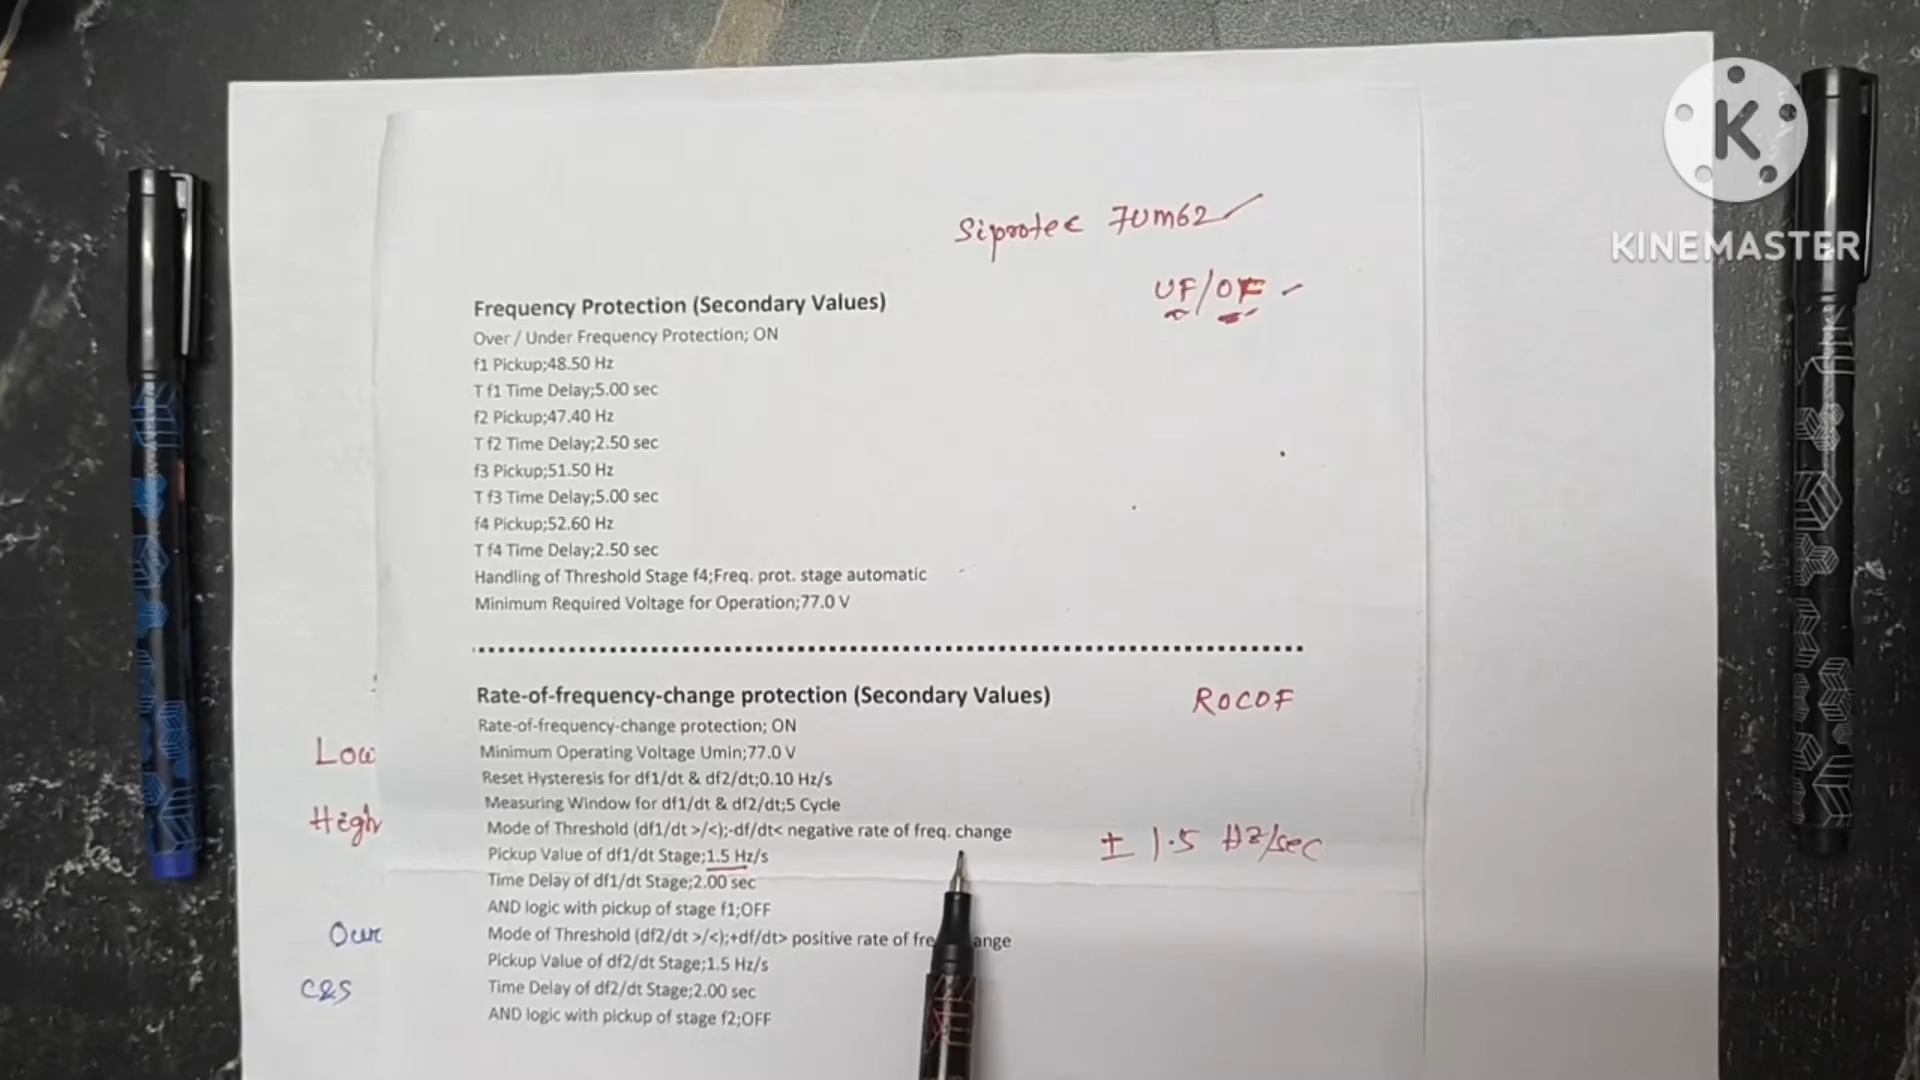 K
KINEMASTER
Siprotec 7UM62
UF/OF
Frequency Protection (Secondary Values)
Over / Under Frequency Protection; ON
f1 Pickup;48.50 Hz
T f1 Time Delay;5.00 sec
f2 Pickup;47.40 Hz
T f2 Time Delay;2.50 sec
f3 Pickup;51.50 Hz
T f3 Time Delay;5.00 sec
f4 Pickup;52.60 Hz
T f4 Time Delay;2.50 sec
Handling of Threshold Stage f4;Freq. prot. stage automatic
Minimum Required Voltage for Operation;77.0 V
Rate-of-frequency-change protection (Secondary Values)
ROCOF
Rate-of-frequency-change protection; ON
Low
Minimum Operating Voltage Umin;77.0 V
Reset Hysteresis for df1/dt & df2/dt;0.10 Hz/s
Measuring Window for df1/dt & df2/dt;5 Cycle
High
Mode of Threshold (df1/dt >/<);-df/dt< negative rate of freq. change
± 1.5 Hz/sec
Pickup Value of df1/dt Stage;1.5 Hz/s
Time Delay of df1/dt Stage;2.00 sec
AND logic with pickup of stage f1;OFF
Our
Mode of Threshold (df2/dt >/<);+df/dt> positive rate of fre ange
Pickup Value of df2/dt Stage;1.5 Hz/s
C&S
Time Delay of df2/dt Stage;2.00 sec
AND logic with pickup of stage f2;OFF